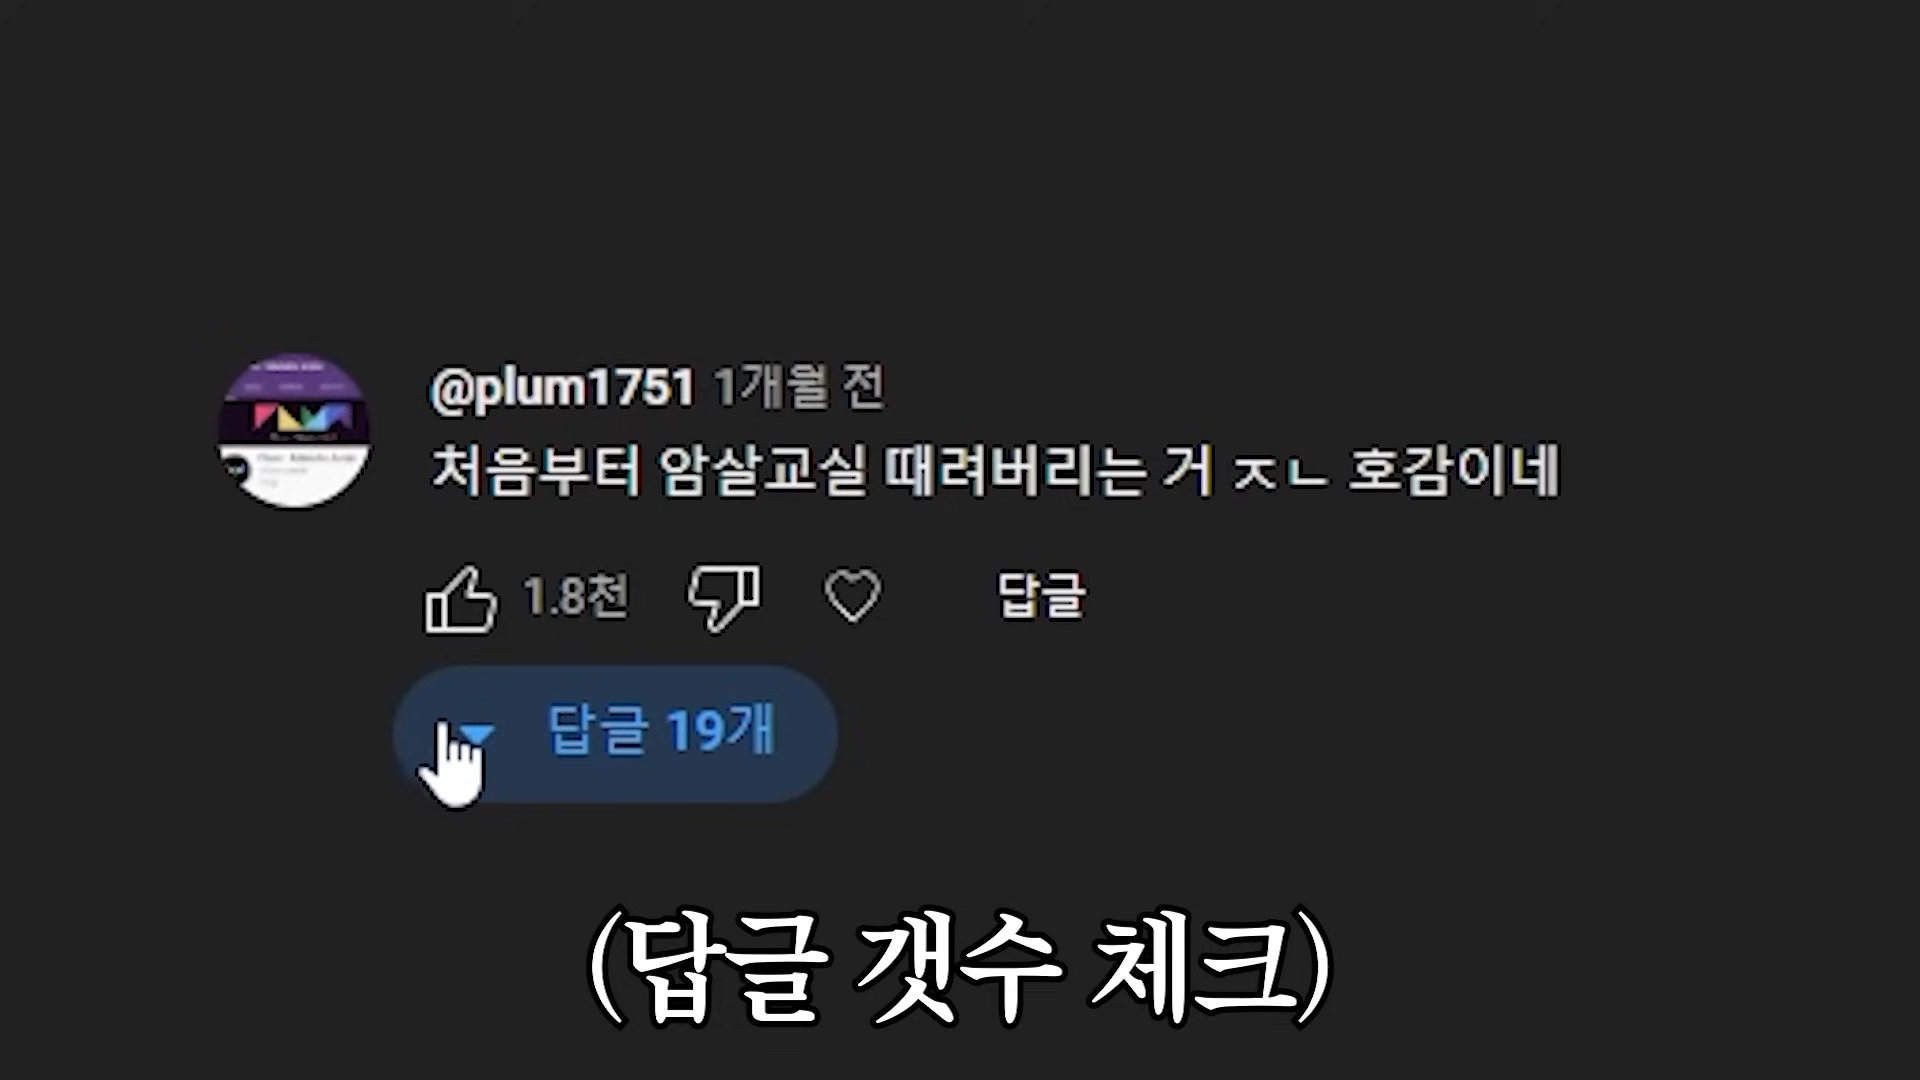 @plum1751 1개월 전
처음부터 암살교실 때려버리는 거 ㅈㄴ 호감이네
1.8천 답글
답글 19개
(답글 갯수 체크)